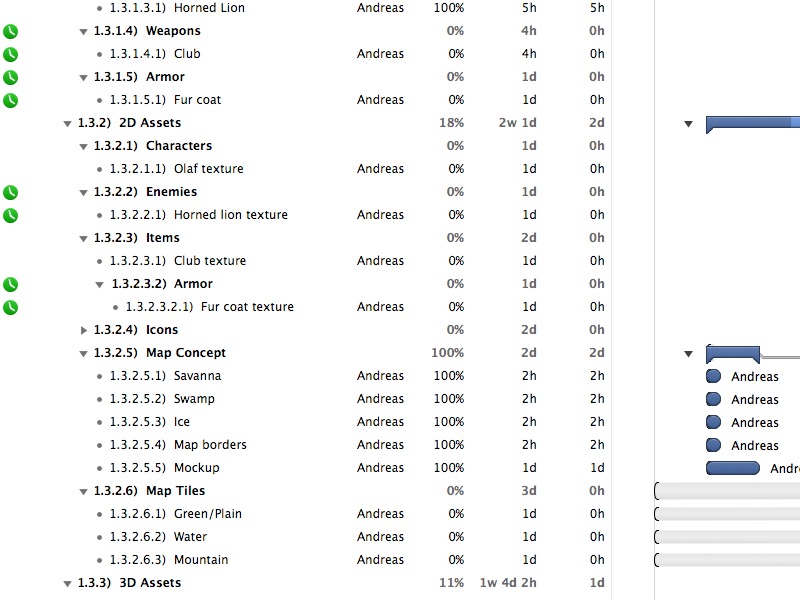 1.3.1.3.1) Horned Lion Andreas 100% 5h 5h
1.3.1.4) Weapons 0% 4h 0h
1.3.1.4.1) Club Andreas 0% 4h 0h
1.3.1.5) Armor 0% 1d 0h
1.3.1.5.1) Fur coat Andreas 0% 1d 0h
1.3.2) 2D Assets 18% 2w 1d 2d
1.3.2.1) Characters 0% 1d 0h
1.3.2.1.1) Olaf texture Andreas 0% 1d 0h
1.3.2.2) Enemies 0% 1d 0h
1.3.2.2.1) Horned lion texture Andreas 0% 1d 0h
1.3.2.3) Items 0% 2d 0h
1.3.2.3.1) Club texture Andreas 0% 1d 0h
1.3.2.3.2) Armor 0% 1d 0h
1.3.2.3.2.1) Fur coat texture Andreas 0% 1d 0h
1.3.2.4) Icons 0% 2d 0h
1.3.2.5) Map Concept 100% 2d 2d
1.3.2.5.1) Savanna Andreas 100% 2h 2h Andreas
1.3.2.5.2) Swamp Andreas 100% 2h 2h Andreas
1.3.2.5.3) Ice Andreas 100% 2h 2h Andreas
1.3.2.5.4) Map borders Andreas 100% 2h 2h Andreas
1.3.2.5.5) Mockup Andreas 100% 1d 1d Andr
1.3.2.6) Map Tiles 0% 3d 0h
1.3.2.6.1) Green/Plain Andreas 0% 1d 0h
1.3.2.6.2) Water Andreas 0% 1d 0h
1.3.2.6.3) Mountain Andreas 0% 1d 0h
1.3.3) 3D Assets 11% 1w 4d 2h 1d